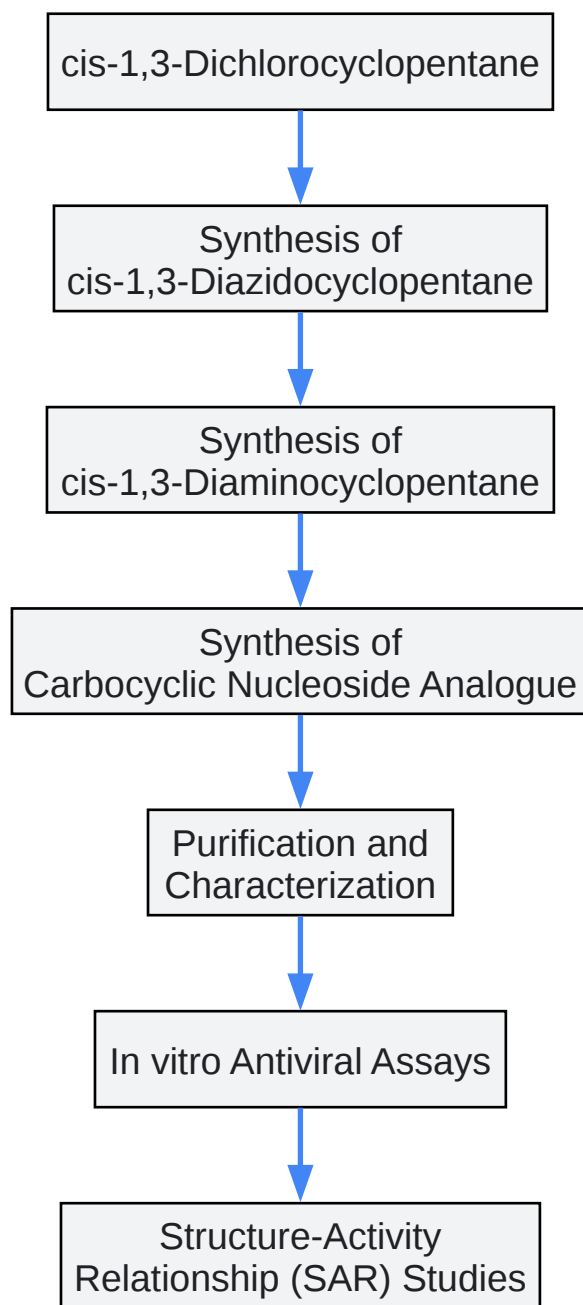 cis-1,3-Dichlorocyclopentane
Synthesis of
cis-1,3-Diazidocyclopentane
Synthesis of
cis-1,3-Diaminocyclopentane
Synthesis of
Carbocyclic Nucleoside Analogue
Purification and
Characterization
In vitro Antiviral Assays
Structure-Activity
Relationship (SAR) Studies